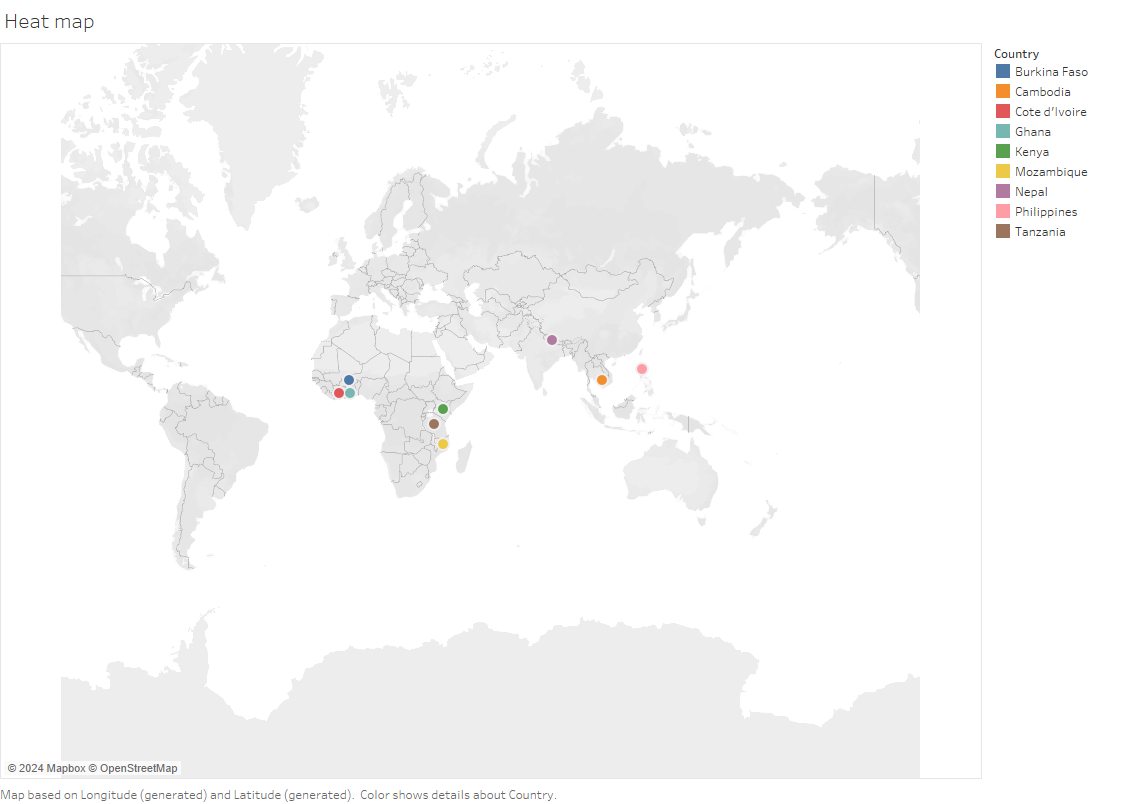 Heat map
Country
Burkina Faso
Cambodia
Cote d'Ivoire
Ghana
Kenya
Mozambique
Nepal
Philippines
Tanzania
© 2024 Mapbox © OpenStreetMap
Map based on Longitude (generated) and Latitude (generated).  Color shows details about Country.